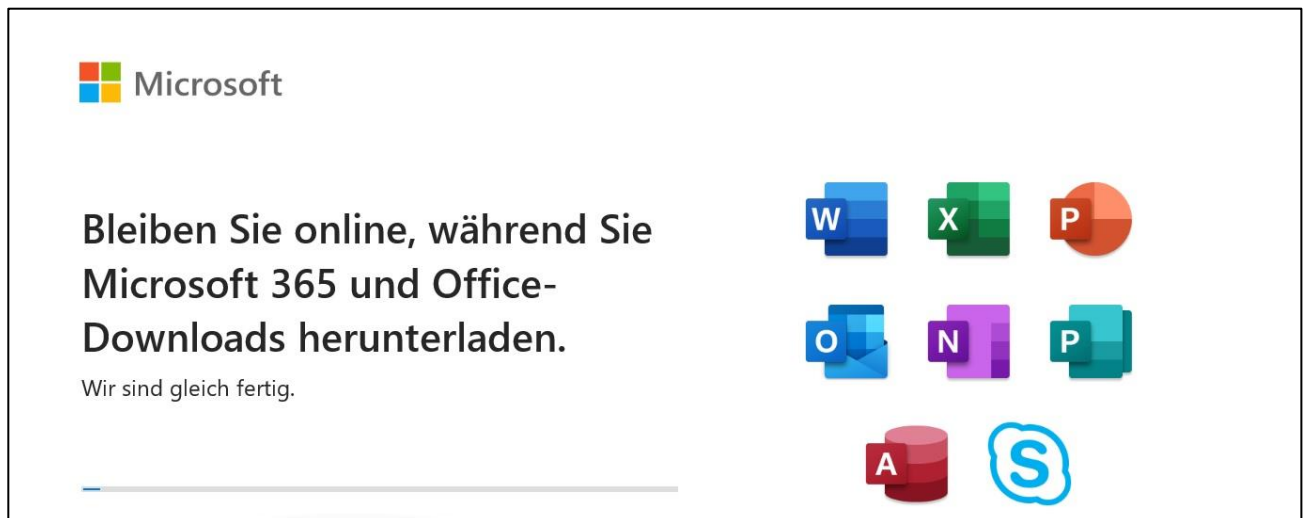 Microsoft
Bleiben Sie online, während Sie
Microsoft 365 und Office-
Downloads herunterladen.
Wir sind gleich fertig.
W X P
O N P
A S